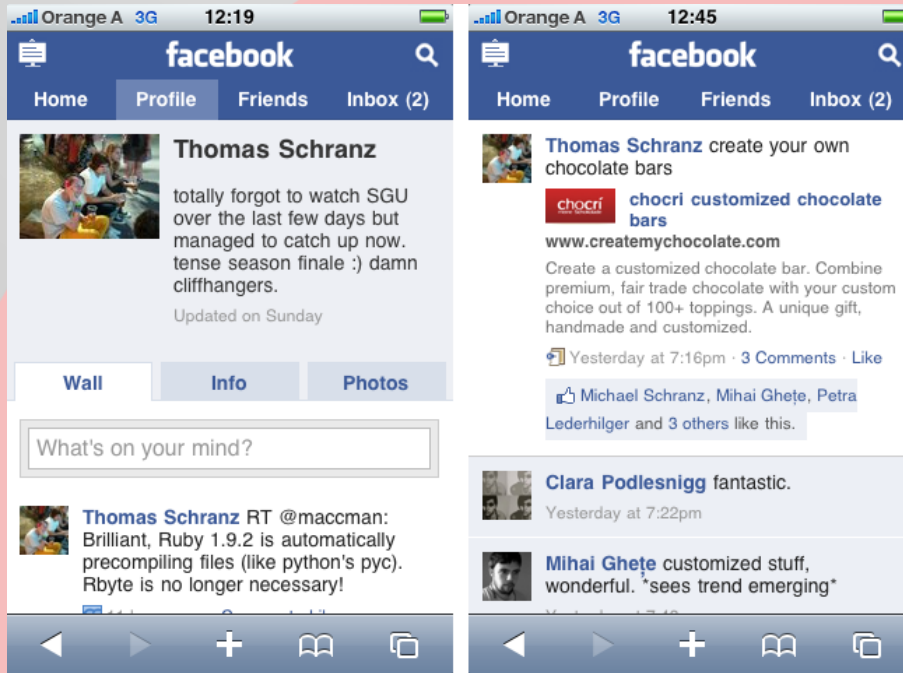 Orange A 3G 12:19
facebook
Home Profile Friends Inbox (2)
Thomas Schranz
totally forgot to watch SGU
over the last few days but
managed to catch up now.
tense season finale :) damn
cliffhangers.
Updated on Sunday
Wall Info Photos
What's on your mind?
Thomas Schranz RT @maccman:
Brilliant, Ruby 1.9.2 is automatically
precompiling files (like python's pyc).
Rbyte is no longer necessary!
Orange A 3G 12:45
facebook
Home Profile Friends Inbox (2)
Thomas Schranz create your own
chocolate bars
chocri
chocri customized chocolate
bars
www.createmychocolate.com
Create a customized chocolate bar. Combine
premium, fair trade chocolate with your custom
choice out of 100+ toppings. A unique gift,
handmade and customized.
Yesterday at 7:16pm · 3 Comments · Like
Michael Schranz, Mihai Ghețe, Petra
Lederhilger and 3 others like this.
Clara Podlesnigg fantastic.
Yesterday at 7:22pm
Mihai Ghețe customized stuff,
wonderful. *sees trend emerging*